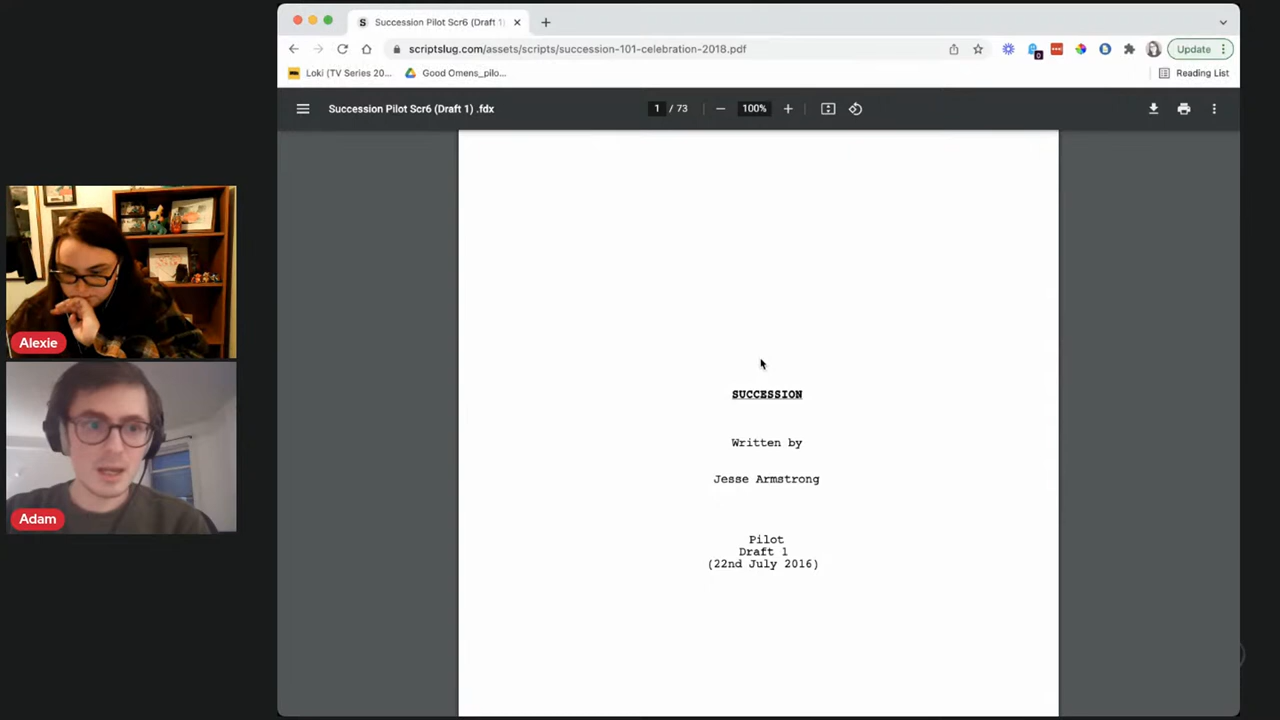 Succession Pilot Scr6 (Draft 1)
scriptslug.com/assets/scripts/succession-101-celebration-2018.pdf
Update
Loki (TV Series 20...
Good Omens_pilo...
Reading List
Succession Pilot Scr6 (Draft 1) .fdx
1 / 73
100%
SUCCESSION
Written by
Jesse Armstrong
Pilot
Draft 1
(22nd July 2016)
Alexie
Adam